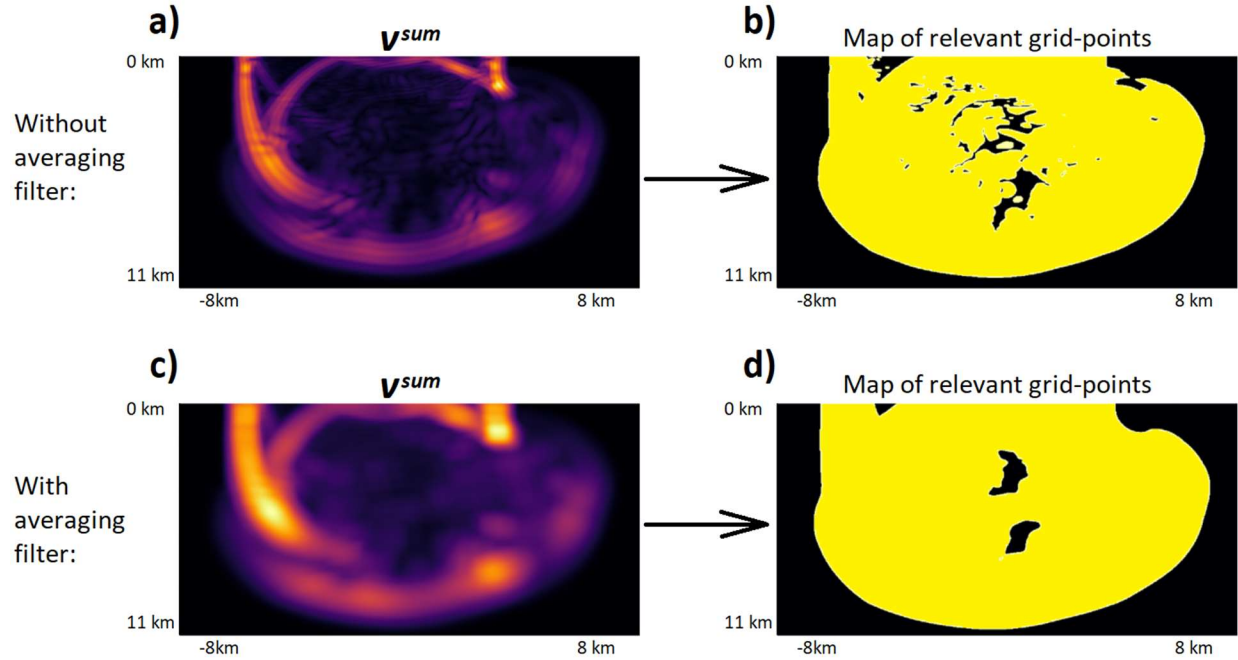 a)
v^sum
b)
Map of relevant grid-points
0 km
0 km
Without
averaging
filter:
11 km
11 km
-8km
8 km
-8km
8 km
c)
v^sum
d)
Map of relevant grid-points
0 km
0 km
With
averaging
filter:
11 km
11 km
-8km
8 km
-8km
8 km